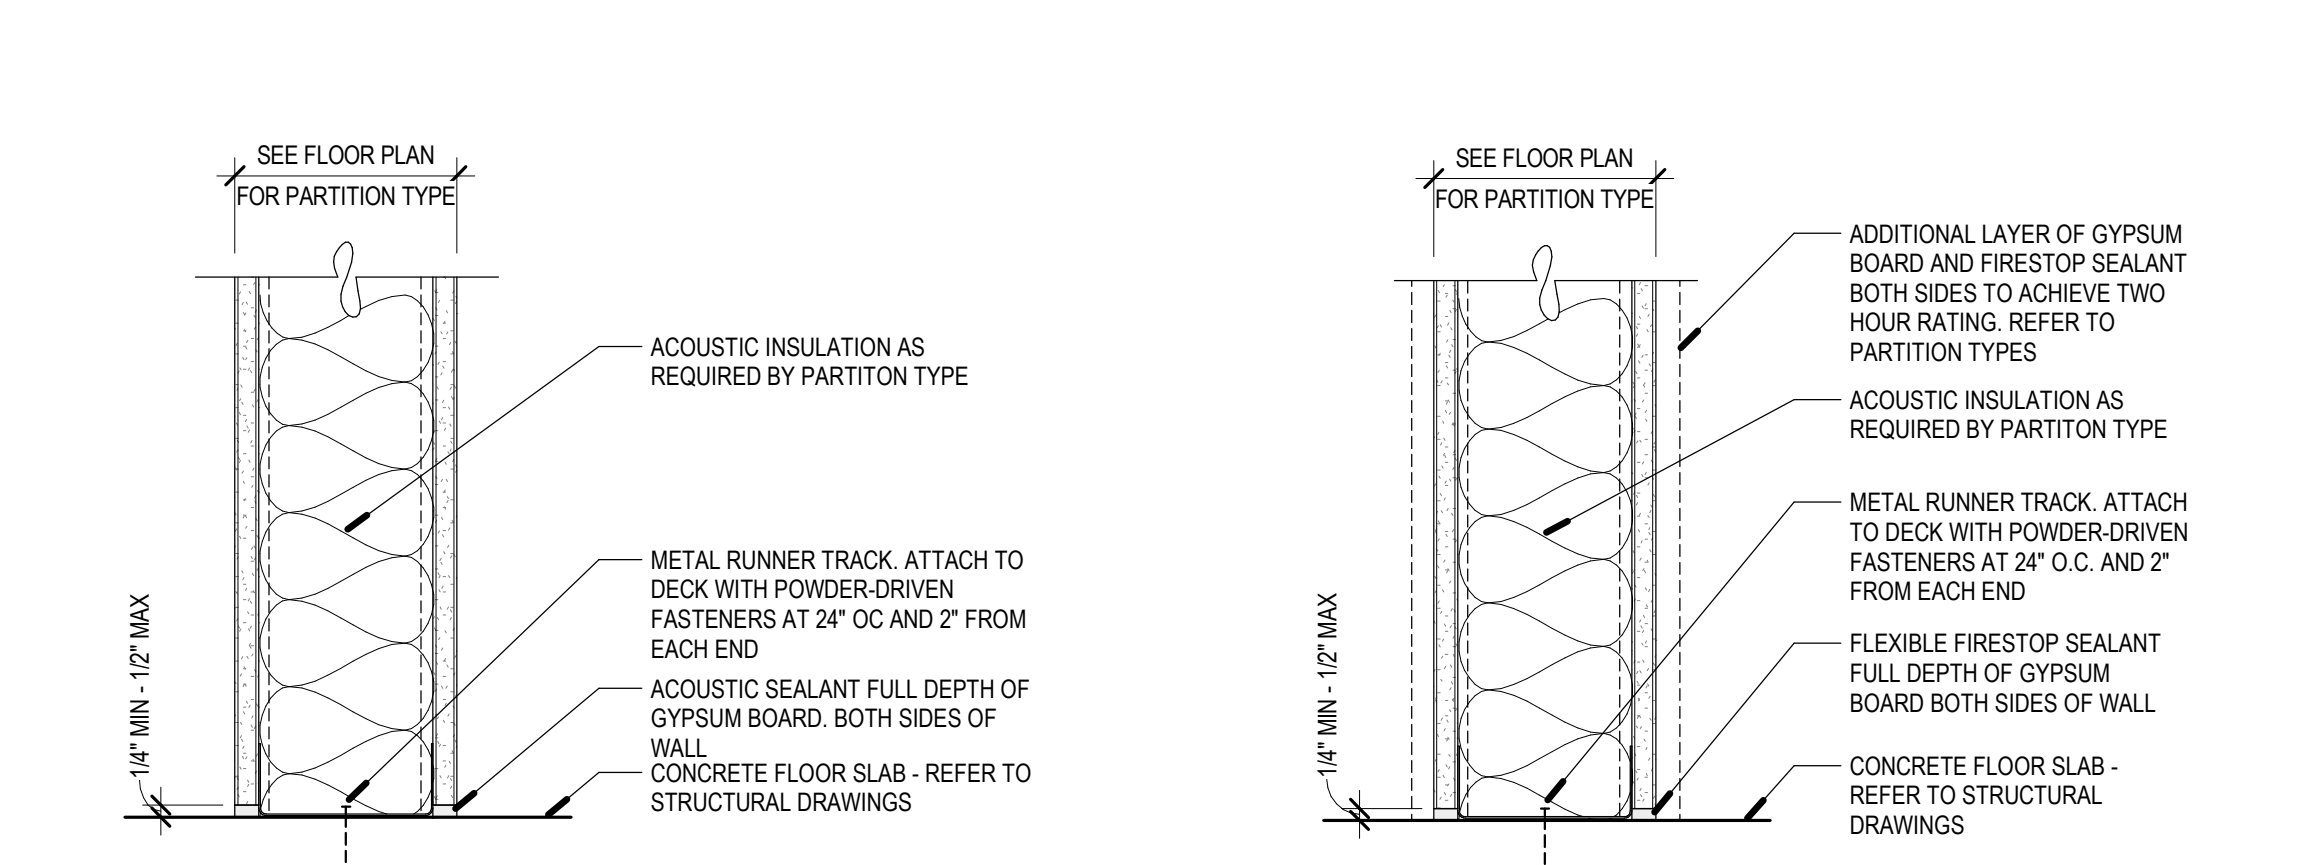 SEE FLOOR PLAN
FOR PARTITION TYPE
ACOUSTIC INSULATION AS
REQUIRED BY PARTITON TYPE
METAL RUNNER TRACK. ATTACH TO
DECK WITH POWDER-DRIVEN
FASTENERS AT 24" OC AND 2" FROM
EACH END
ACOUSTIC SEALANT FULL DEPTH OF
GYPSUM BOARD. BOTH SIDES OF
WALL
CONCRETE FLOOR SLAB - REFER TO
STRUCTURAL DRAWINGS
1/4" MIN - 1/2" MAX
SEE FLOOR PLAN
FOR PARTITION TYPE
ADDITIONAL LAYER OF GYPSUM
BOARD AND FIRESTOP SEALANT
BOTH SIDES TO ACHIEVE TWO
HOUR RATING. REFER TO
PARTITION TYPES
ACOUSTIC INSULATION AS
REQUIRED BY PARTITON TYPE
METAL RUNNER TRACK. ATTACH
TO DECK WITH POWDER-DRIVEN
FASTENERS AT 24" O.C. AND 2"
FROM EACH END
FLEXIBLE FIRESTOP SEALANT
FULL DEPTH OF GYPSUM
BOARD BOTH SIDES OF WALL
CONCRETE FLOOR SLAB -
REFER TO STRUCTURAL
DRAWINGS
1/4" MIN - 1/2" MAX